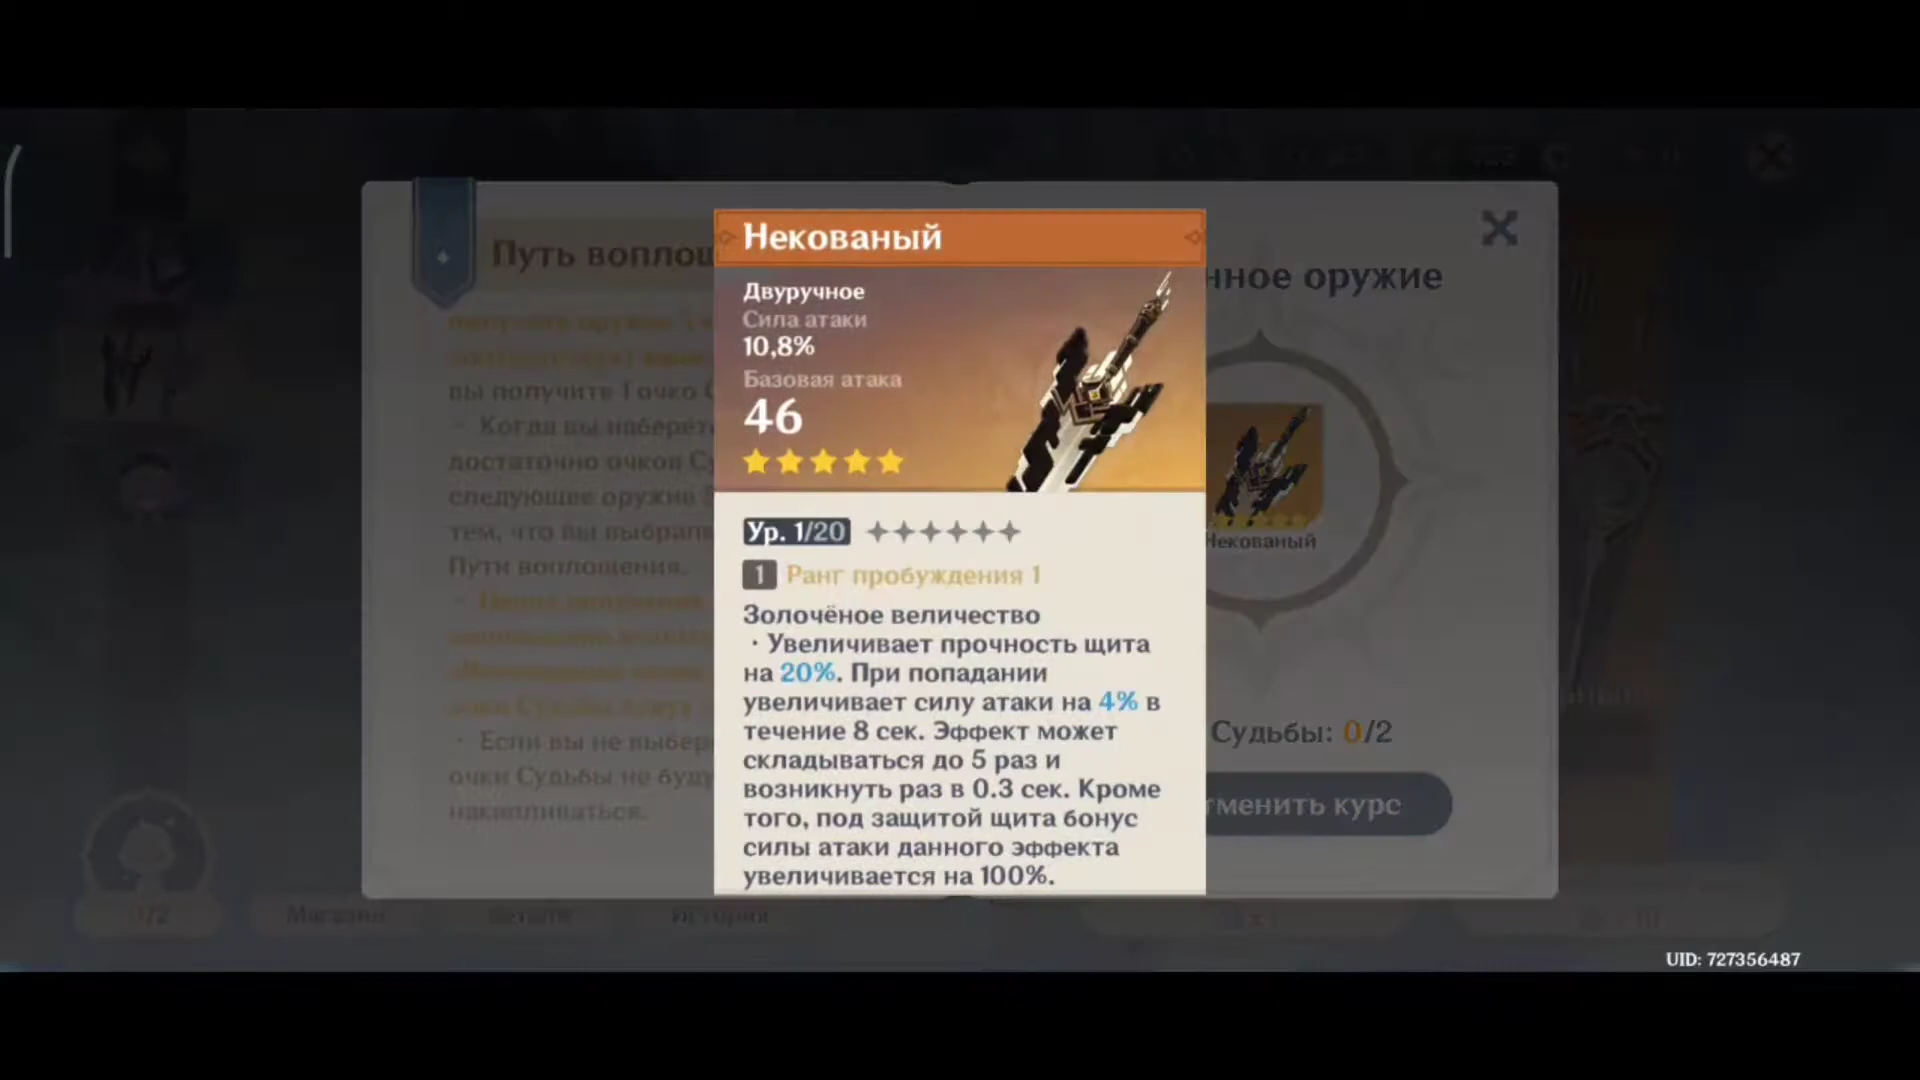 Путь
Некованый
Двуручное
Сила атаки
10,8%
Базовая атака
46
Ур. 1/20
1 Ранг пробуждения 1
Золочёное величество
· Увеличивает прочность щита
на 20%. При попадании
увеличивает силу атаки на 4% в
течение 8 сек. Эффект может
складываться до 5 раз и
возникнуть раз в 0.3 сек. Кроме
того, под защитой щита бонус
силы атаки данного эффекта
увеличивается на 100%.
вы получите 1 очко
- Когда вы наберёте
достаточно очков
следующее оружие
тем, что вы выбрали
Пути воплощения.
· Если вы не выбер
очки Судьбы не буду
накапливаться.
оружие
Некованый
Судьбы: 0/2
курс
Магазин
Детали
История
UID: 727356487